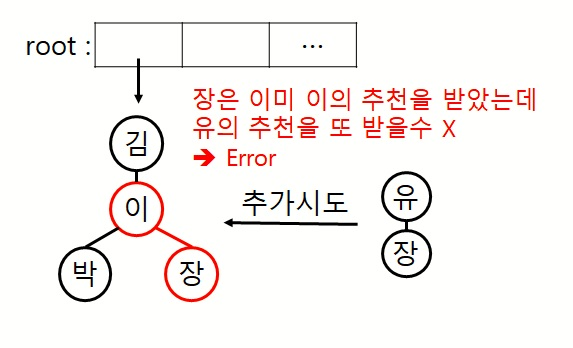 root :
...
장은 이미 이의 추천을 받았는데
유의 추천을 또 받을수 X
➔ Error
김
이
박
장
추가시도
유
장